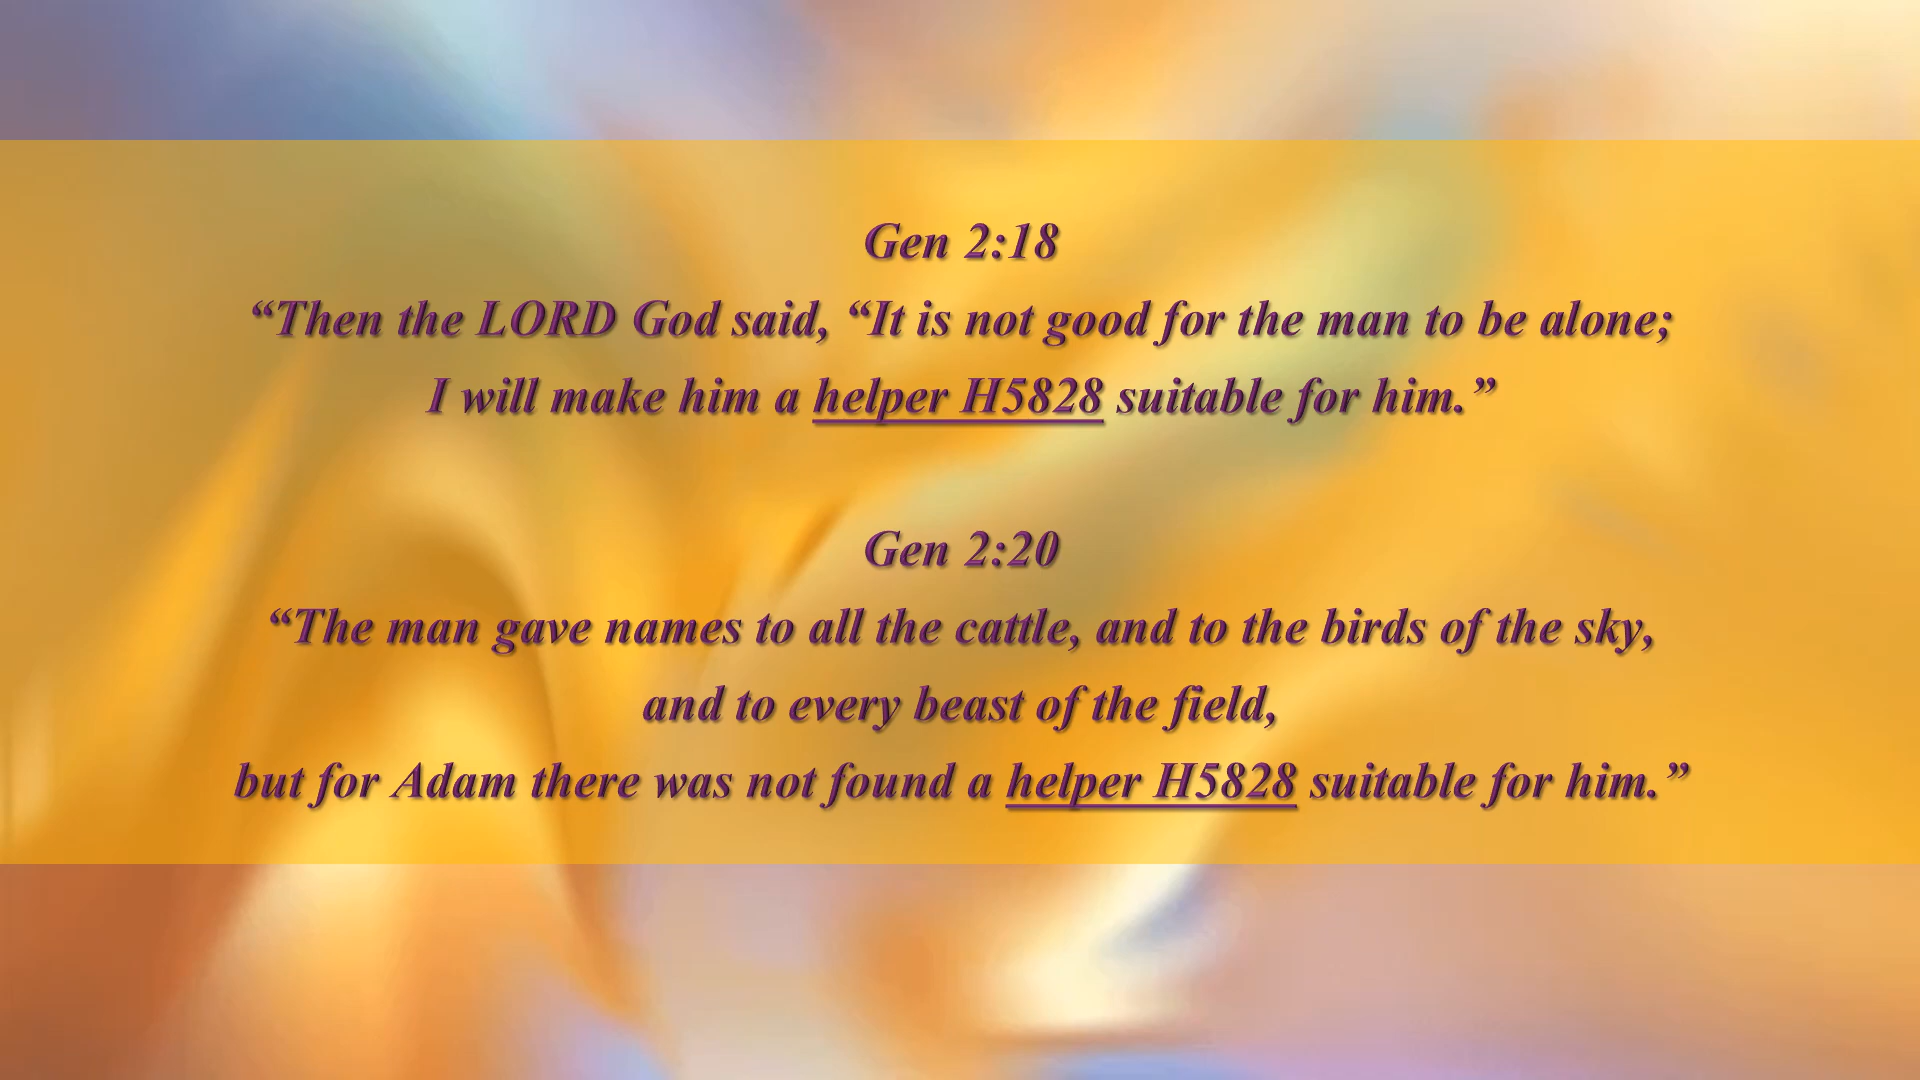 Gen 2:18
“Then the LORD God said, “It is not good for the man to be alone;
I will make him a helper H5828 suitable for him.”
Gen 2:20
“The man gave names to all the cattle, and to the birds of the sky,
and to every beast of the field,
but for Adam there was not found a helper H5828 suitable for him.”